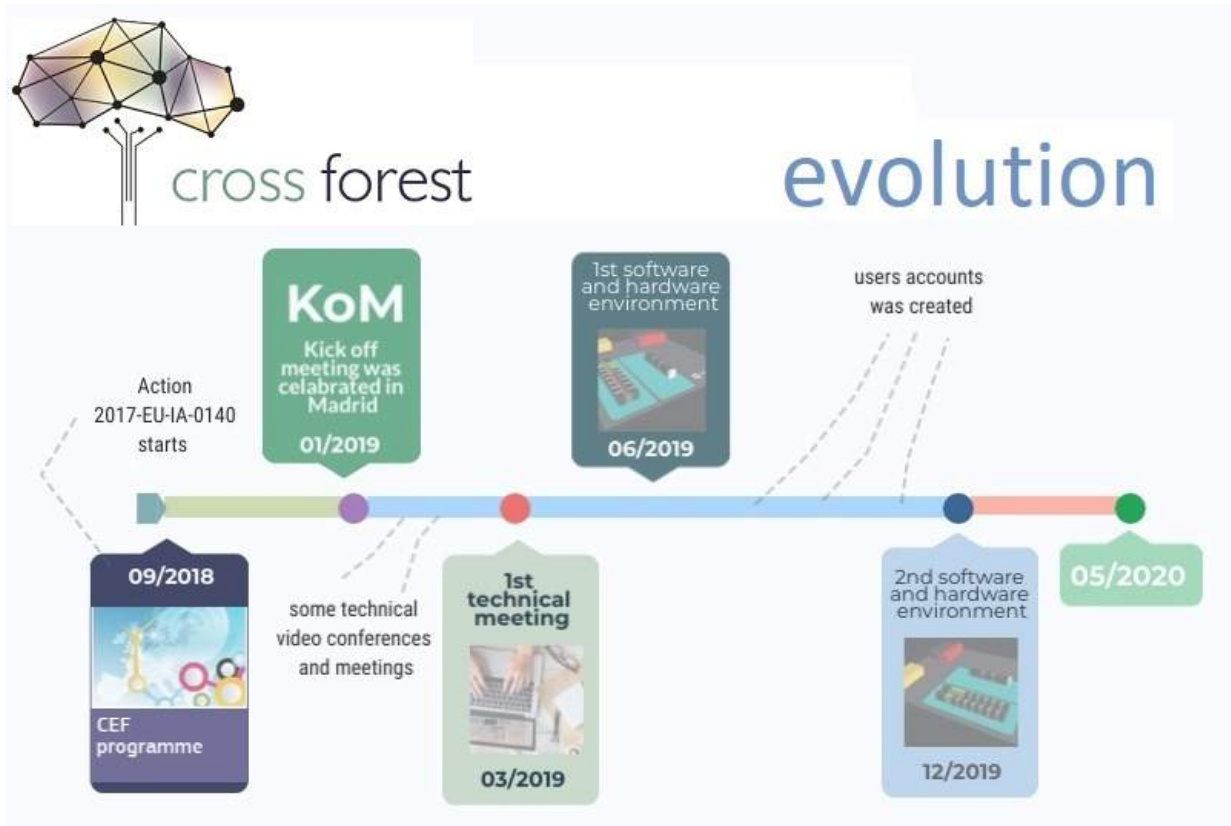 cross forest
evolution
KoM
Kick off
meeting was
celabrated in
Madrid
01/2019
1st software
and hardware
environment
06/2019
users accounts
was created
Action
2017-EU-IA-0140
starts
09/2018
CEF
programme
some technical
video conferences
and meetings
1st
technical
meeting
03/2019
2nd software
and hardware
environment
12/2019
05/2020